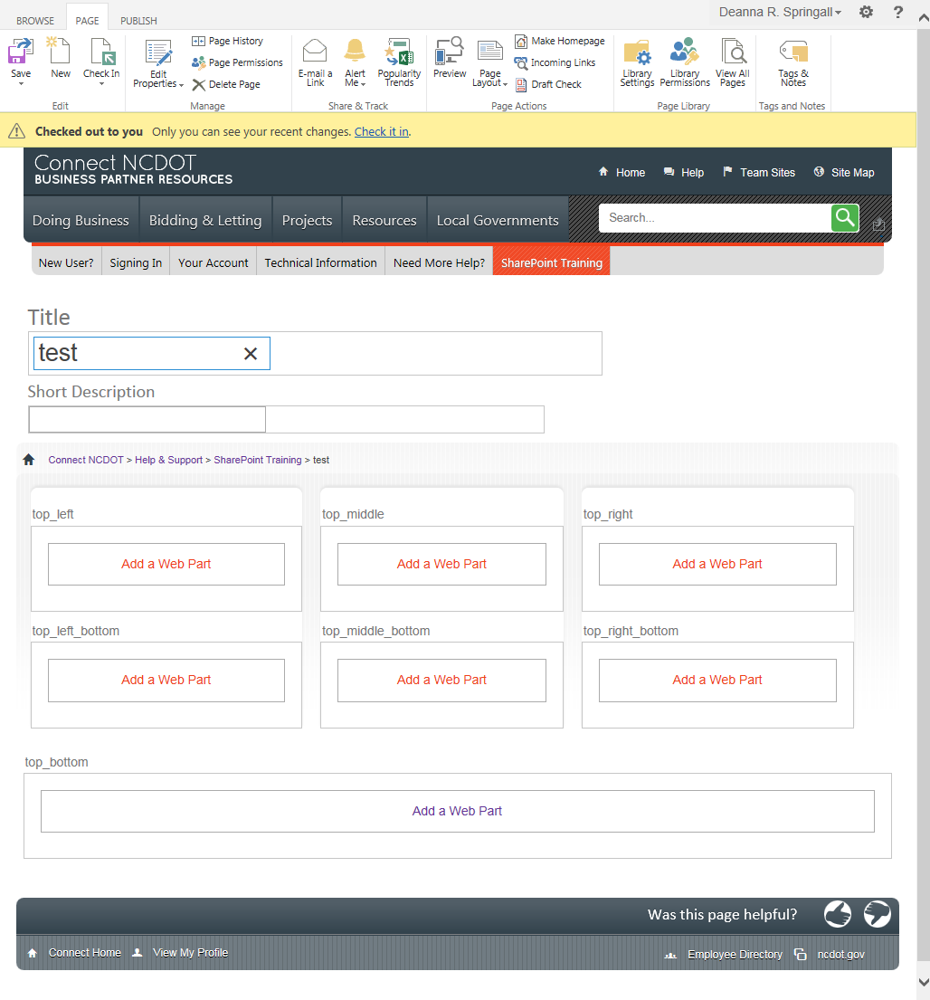 Deanna R. Springall
BROWSE PAGE PUBLISH
Save New Check In Edit Properties Page History Page Permissions Delete Page E-mail a Link Alert Me Popularity Trends Preview Page Layout Make Homepage Incoming Links Draft Check Library Settings Library Permissions View All Pages Tags & Notes
Edit Manage Share & Track Page Actions Page Library Tags and Notes
Checked out to you Only you can see your recent changes. Check it in.
Connect NCDOT
BUSINESS PARTNER RESOURCES
Home Help Team Sites Site Map
Doing Business Bidding & Letting Projects Resources Local Governments Search...
New User? Signing In Your Account Technical Information Need More Help? SharePoint Training
Title
test
Short Description
Connect NCDOT > Help & Support > SharePoint Training > test
top_left top_middle top_right
Add a Web Part Add a Web Part Add a Web Part
top_left_bottom top_middle_bottom top_right_bottom
Add a Web Part Add a Web Part Add a Web Part
top_bottom
Add a Web Part
Was this page helpful?
Connect Home View My Profile Employee Directory ncdot.gov